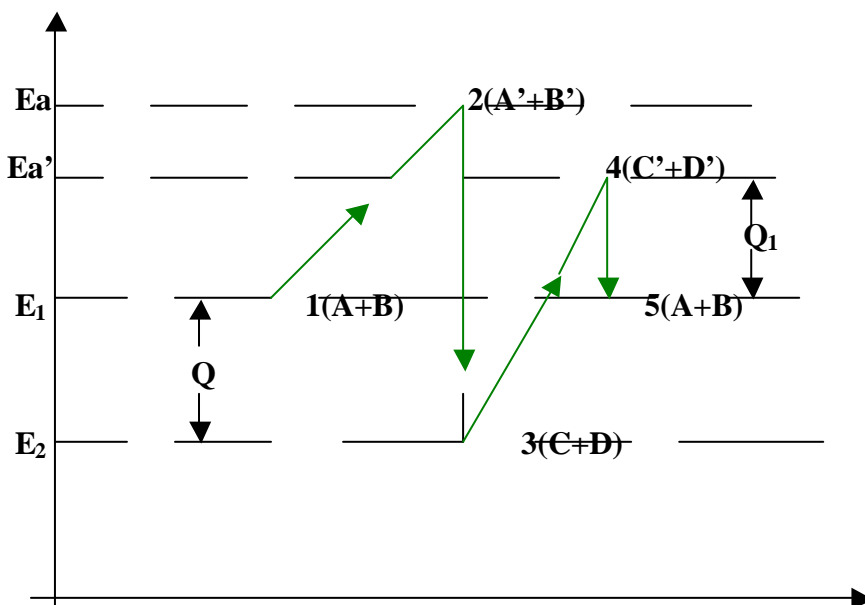 Ea 2(A’+B’)
Ea’ 4(C’+D’)
Q₁
E₁ 1(A+B) 5(A+B)
Q
E₂ 3(C+D)